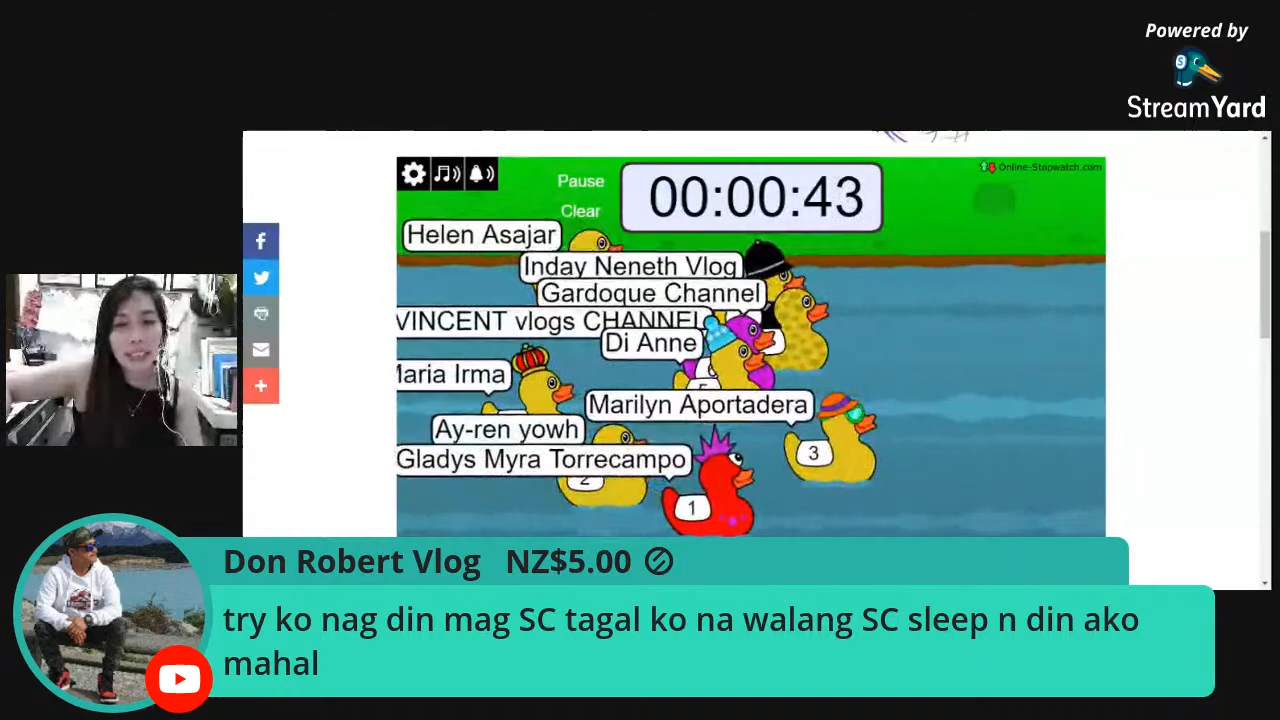 Powered by
StreamYard
Pause
Clear
00:00:43
Online-Stopwatch.com
Helen Asajar
Inday Neneth Vlog
Gardoque Channel
VINCENT vlogs CHANNEL
Di Anne
Maria Irma
Marilyn Aportadera
Ay-ren yowh
Gladys Myra Torrecampo
5
3
2
1
Don Robert Vlog NZ$5.00
try ko nag din mag SC tagal ko na walang SC sleep n din ako
mahal